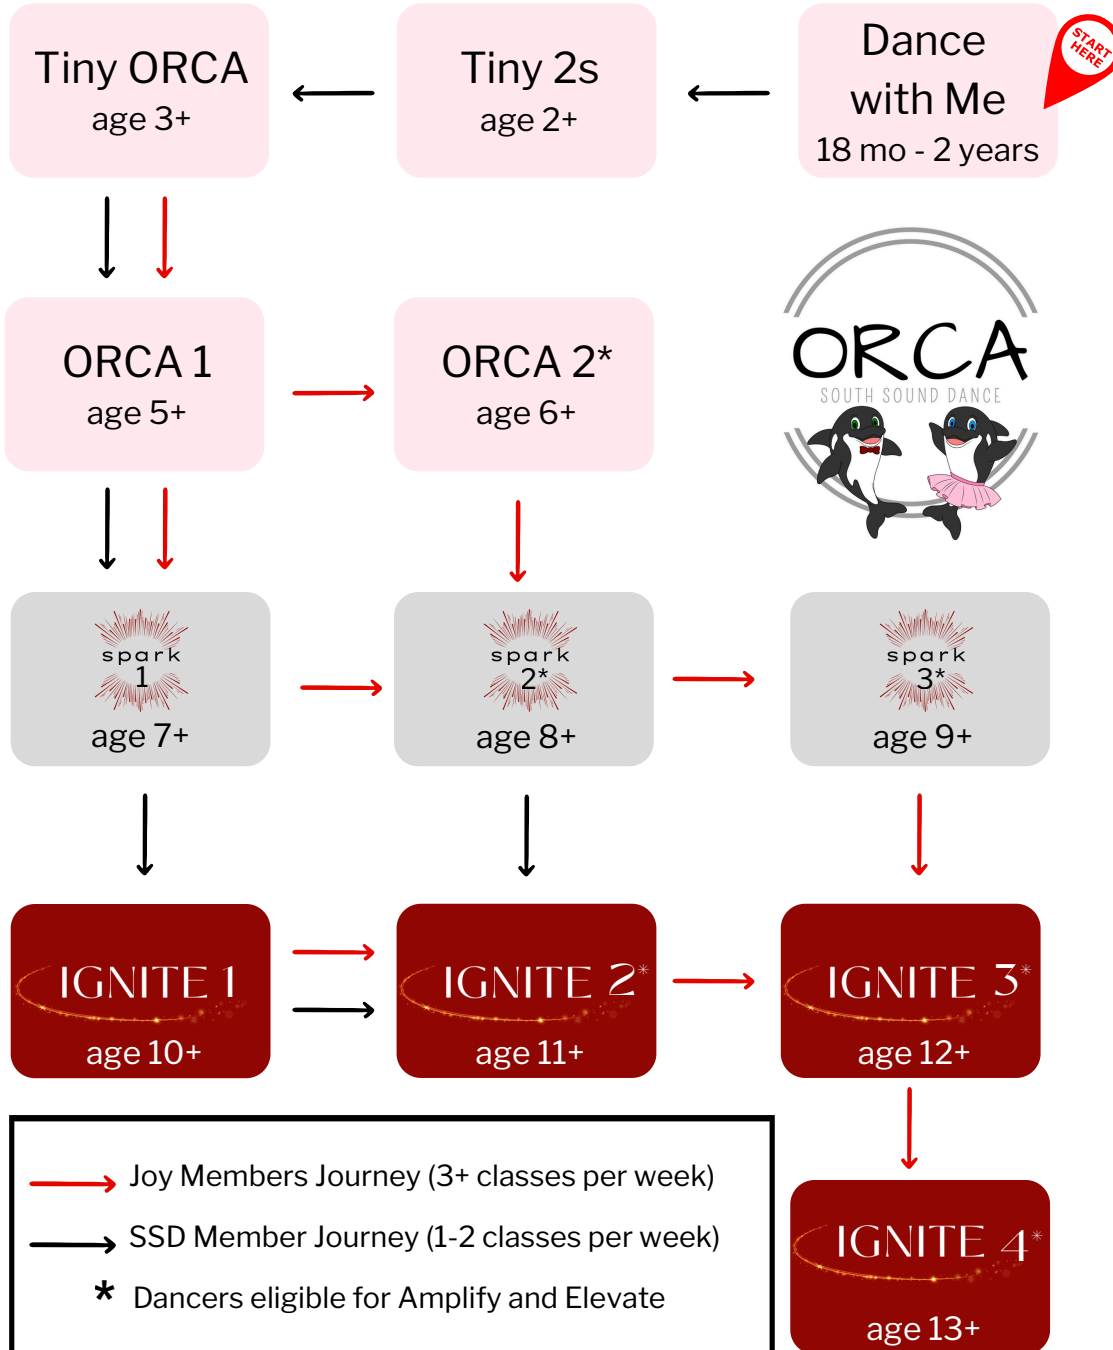 Tiny ORCA
age 3+
Tiny 2s
age 2+
Dance
with Me
18 mo - 2 years
START
HERE
ORCA 1
age 5+
ORCA 2*
age 6+
ORCA
SOUTH SOUND DANCE
spark
1
age 7+
spark
2*
age 8+
spark
3*
age 9+
IGNITE 1
age 10+
IGNITE 2*
age 11+
IGNITE 3*
age 12+
Joy Members Journey (3+ classes per week)
SSD Member Journey (1-2 classes per week)
* Dancers eligible for Amplify and Elevate
IGNITE 4*
age 13+